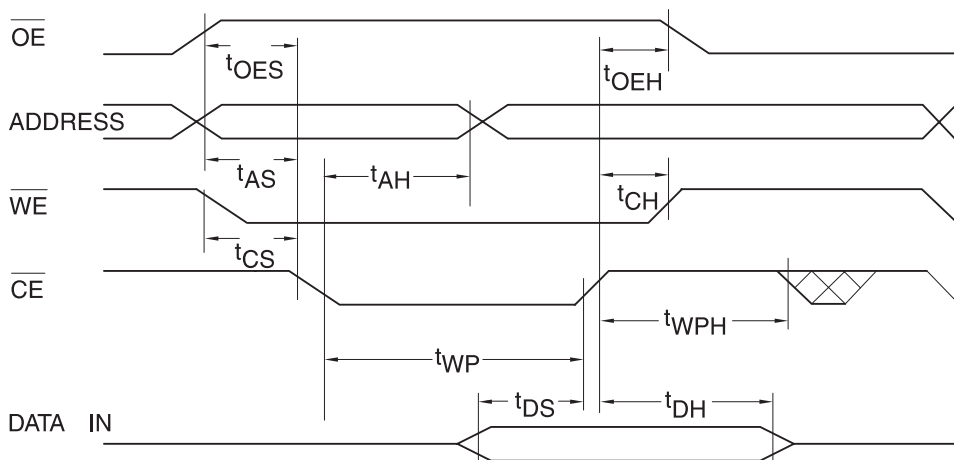 OE
tOES
tOEH
ADDRESS
tAS
tAH
tCH
WE
tCS
CE
tWPH
tWP
tDS
tDH
DATA IN